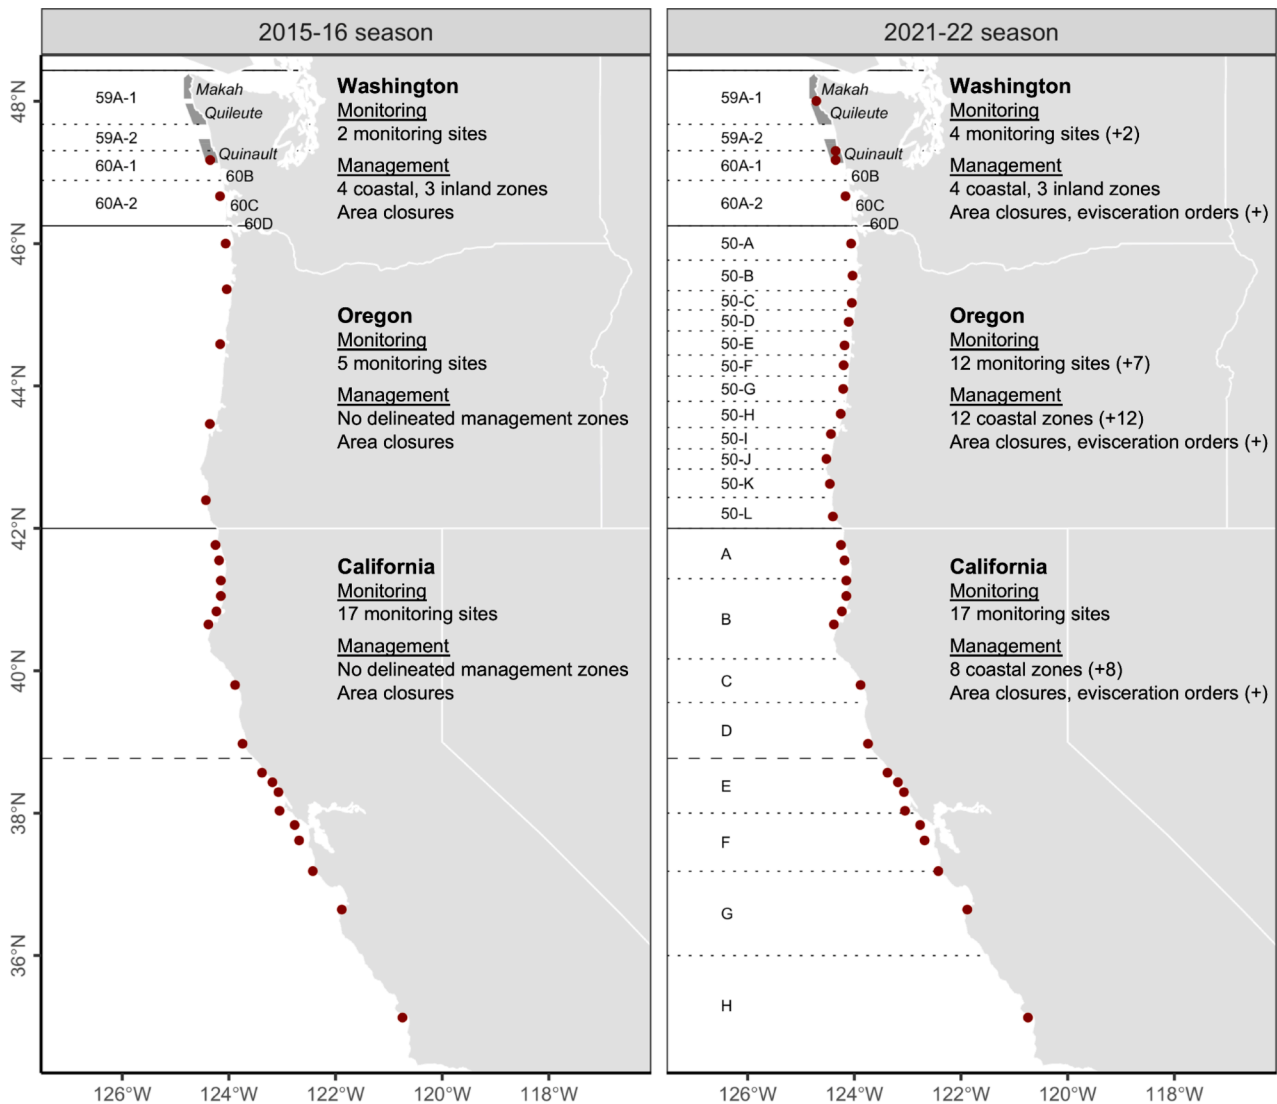 2015-16 season
48°N
46°N
44°N
42°N
40°N
38°N
36°N
59A-1
59A-2
60A-1
60A-2
Makah
Quileute
Quinault
60B
60C
60D
Washington
Monitoring
2 monitoring sites
Management
4 coastal, 3 inland zones
Area closures
Oregon
Monitoring
5 monitoring sites
Management
No delineated management zones
Area closures
California
Monitoring
17 monitoring sites
Management
No delineated management zones
Area closures
126°W
124°W
122°W
120°W
118°W
2021-22 season
59A-1
59A-2
60A-1
60A-2
Makah
Quileute
Quinault
60B
60C
60D
50-A
50-B
50-C
50-D
50-E
50-F
50-G
50-H
50-I
50-J
50-K
50-L
A
B
C
D
E
F
G
H
Washington
Monitoring
4 monitoring sites (+2)
Management
4 coastal, 3 inland zones
Area closures, evisceration orders (+)
Oregon
Monitoring
12 monitoring sites (+7)
Management
12 coastal zones (+12)
Area closures, evisceration orders (+)
California
Monitoring
17 monitoring sites
Management
8 coastal zones (+8)
Area closures, evisceration orders (+)
126°W
124°W
122°W
120°W
118°W